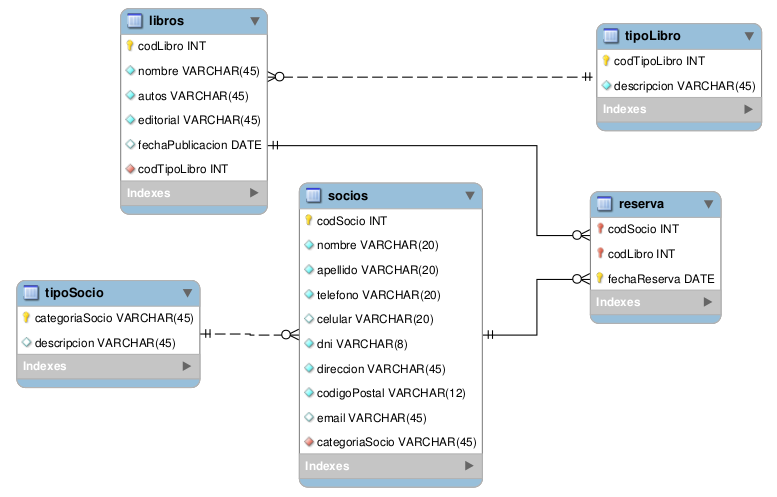 libros
codLibro INT
nombre VARCHAR(45)
autos VARCHAR(45)
editorial VARCHAR(45)
fechaPublicacion DATE
codTipoLibro INT
Indexes
tipoLibro
codTipoLibro INT
descripcion VARCHAR(45)
Indexes
socios
codSocio INT
nombre VARCHAR(20)
apellido VARCHAR(20)
telefono VARCHAR(20)
celular VARCHAR(20)
dni VARCHAR(8)
direccion VARCHAR(45)
codigoPostal VARCHAR(12)
email VARCHAR(45)
categoriaSocio VARCHAR(45)
Indexes
reserva
codSocio INT
codLibro INT
fechaReserva DATE
Indexes
tipoSocio
categoriaSocio VARCHAR(45)
descripcion VARCHAR(45)
Indexes